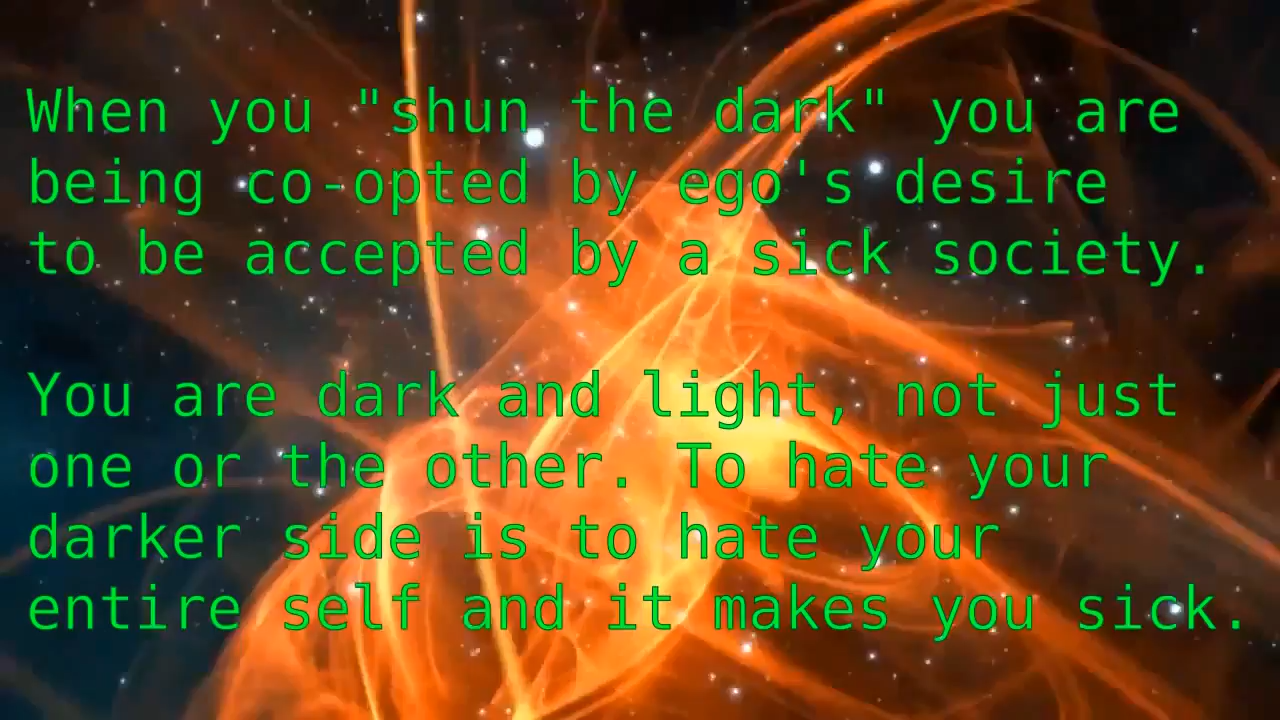 When you "shun the dark" you are
being co-opted by ego's desire
to be accepted by a sick society.
You are dark and light, not just
one or the other. To hate your
darker side is to hate your
entire self and it makes you sick.